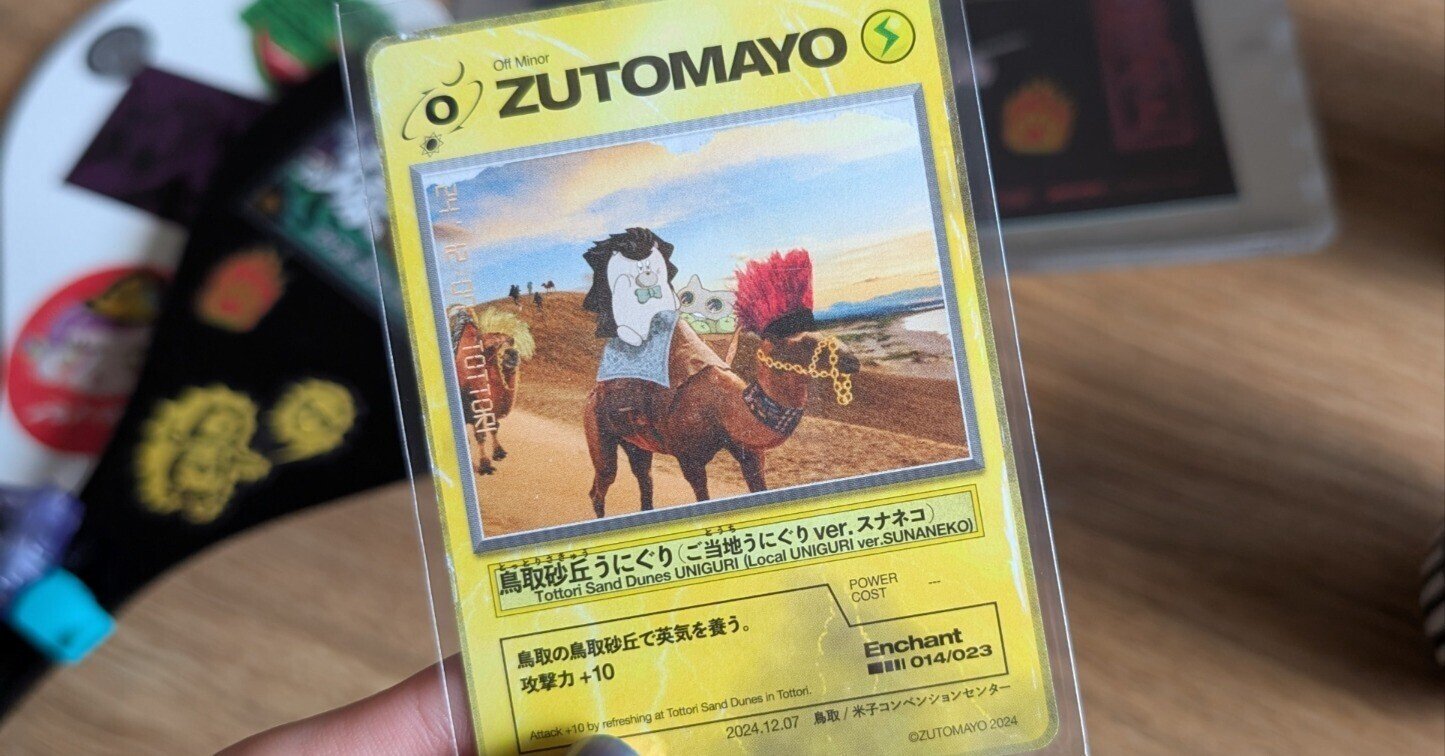 Off Minor
O ZUTOMAYO
TOTTORI
とっとりさきゅう とうち
鳥取砂丘うにぐり(ご当地うにぐり ver. スナネコ)
Tottori Sand Dunes UNIGURI (Local UNIGURI ver.SUNANEKO)
POWER
COST ---
鳥取の鳥取砂丘で英気を養う。
攻撃力 +10
Enchant
014/023
Attack +10 by refreshing at Tottori Sand Dunes in Tottori.
2024.12.07 鳥取 / 米子コンベンションセンター
©ZUTOMAYO 2024